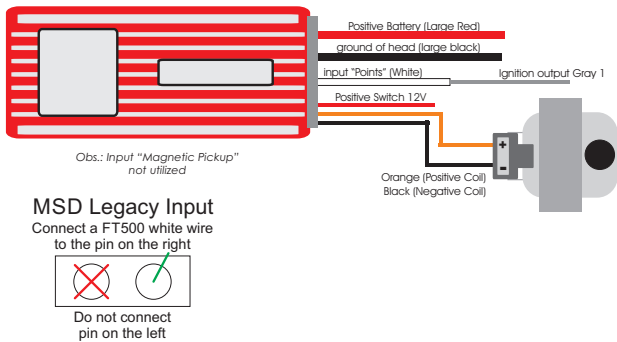 Positive Battery (Large Red)
ground of head (large black)
input "Points" (White)
Ignition output Gray 1
Positive Switch 12V
+
-
Orange (Positive Coil)
Black (Negative Coil)
Obs.: Input "Magnetic Pickup"
not utilized
MSD Legacy Input
Connect a FT500 white wire
to the pin on the right
Do not connect
pin on the left